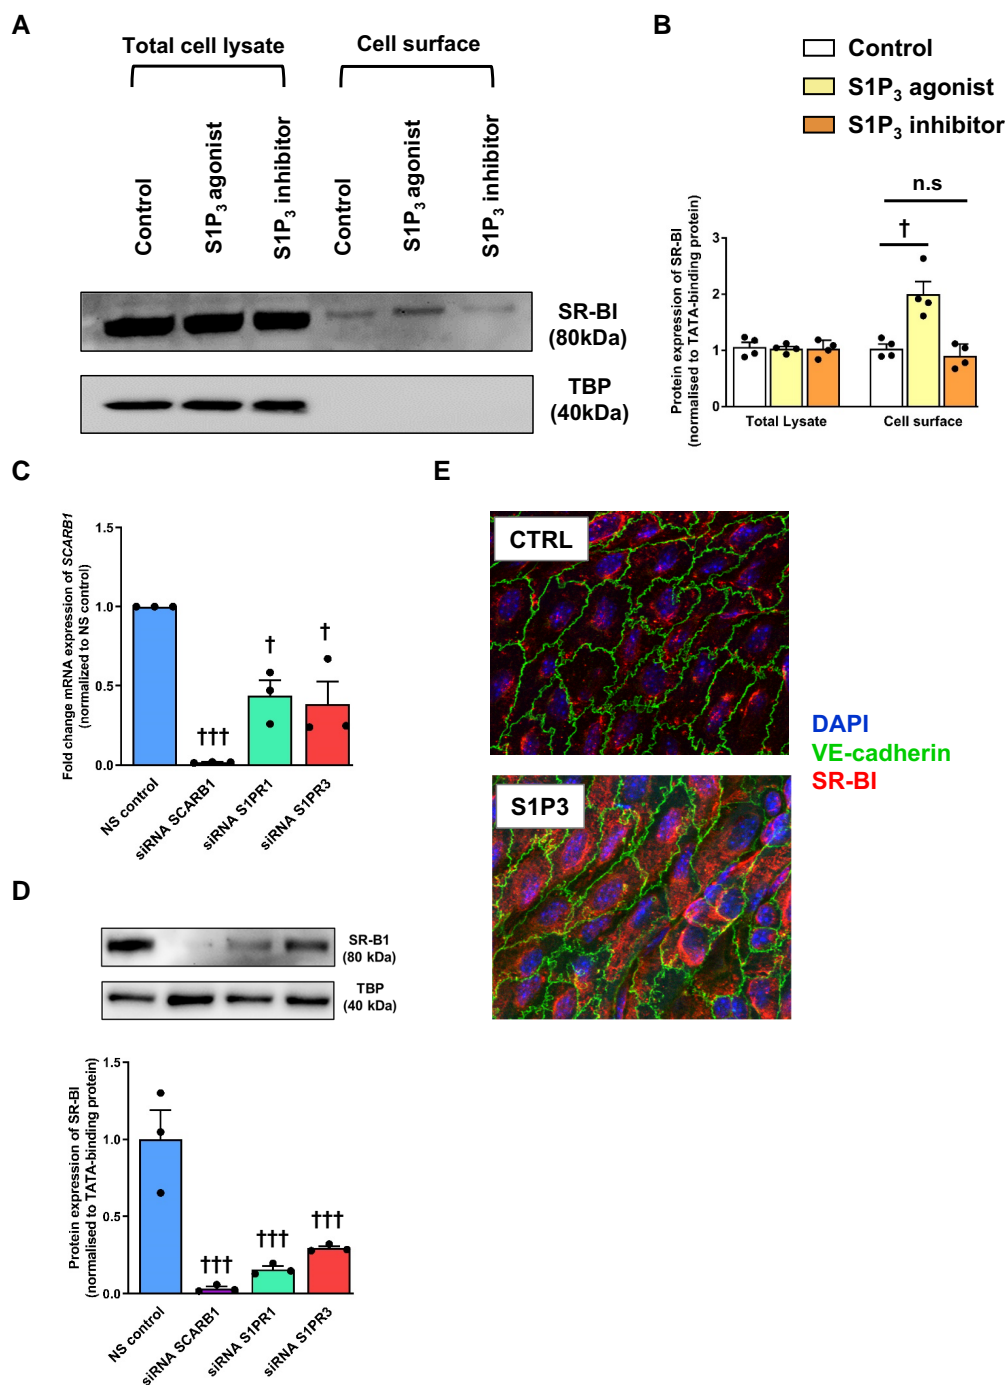 A
Total cell lysate
Cell surface
Control
S1P3 agonist
S1P3 inhibitor
Control
S1P3 agonist
S1P3 inhibitor
SR-BI
(80kDa)
TBP
(40kDa)
B
Control
S1P3 agonist
S1P3 inhibitor
Protein expression of SR-BI
(normalised to TATA-binding protein)
3
2
1
0
n.s
†
Total Lysate
Cell surface
C
Fold change mRNA expression of SCARB1
(normalized to NS control)
1.5
1.0
0.5
0.0
†††
†
†
NS control
siRNA SCARB1
siRNA S1PR1
siRNA S1PR3
D
SR-B1
(80 kDa)
TBP
(40 kDa)
Protein expression of SR-BI
(normalised to TATA-binding protein)
1.5
1.0
0.5
0.0
†††
†††
†††
NS control
siRNA SCARB1
siRNA S1PR1
siRNA S1PR3
E
CTRL
S1P3
DAPI
VE-cadherin
SR-BI